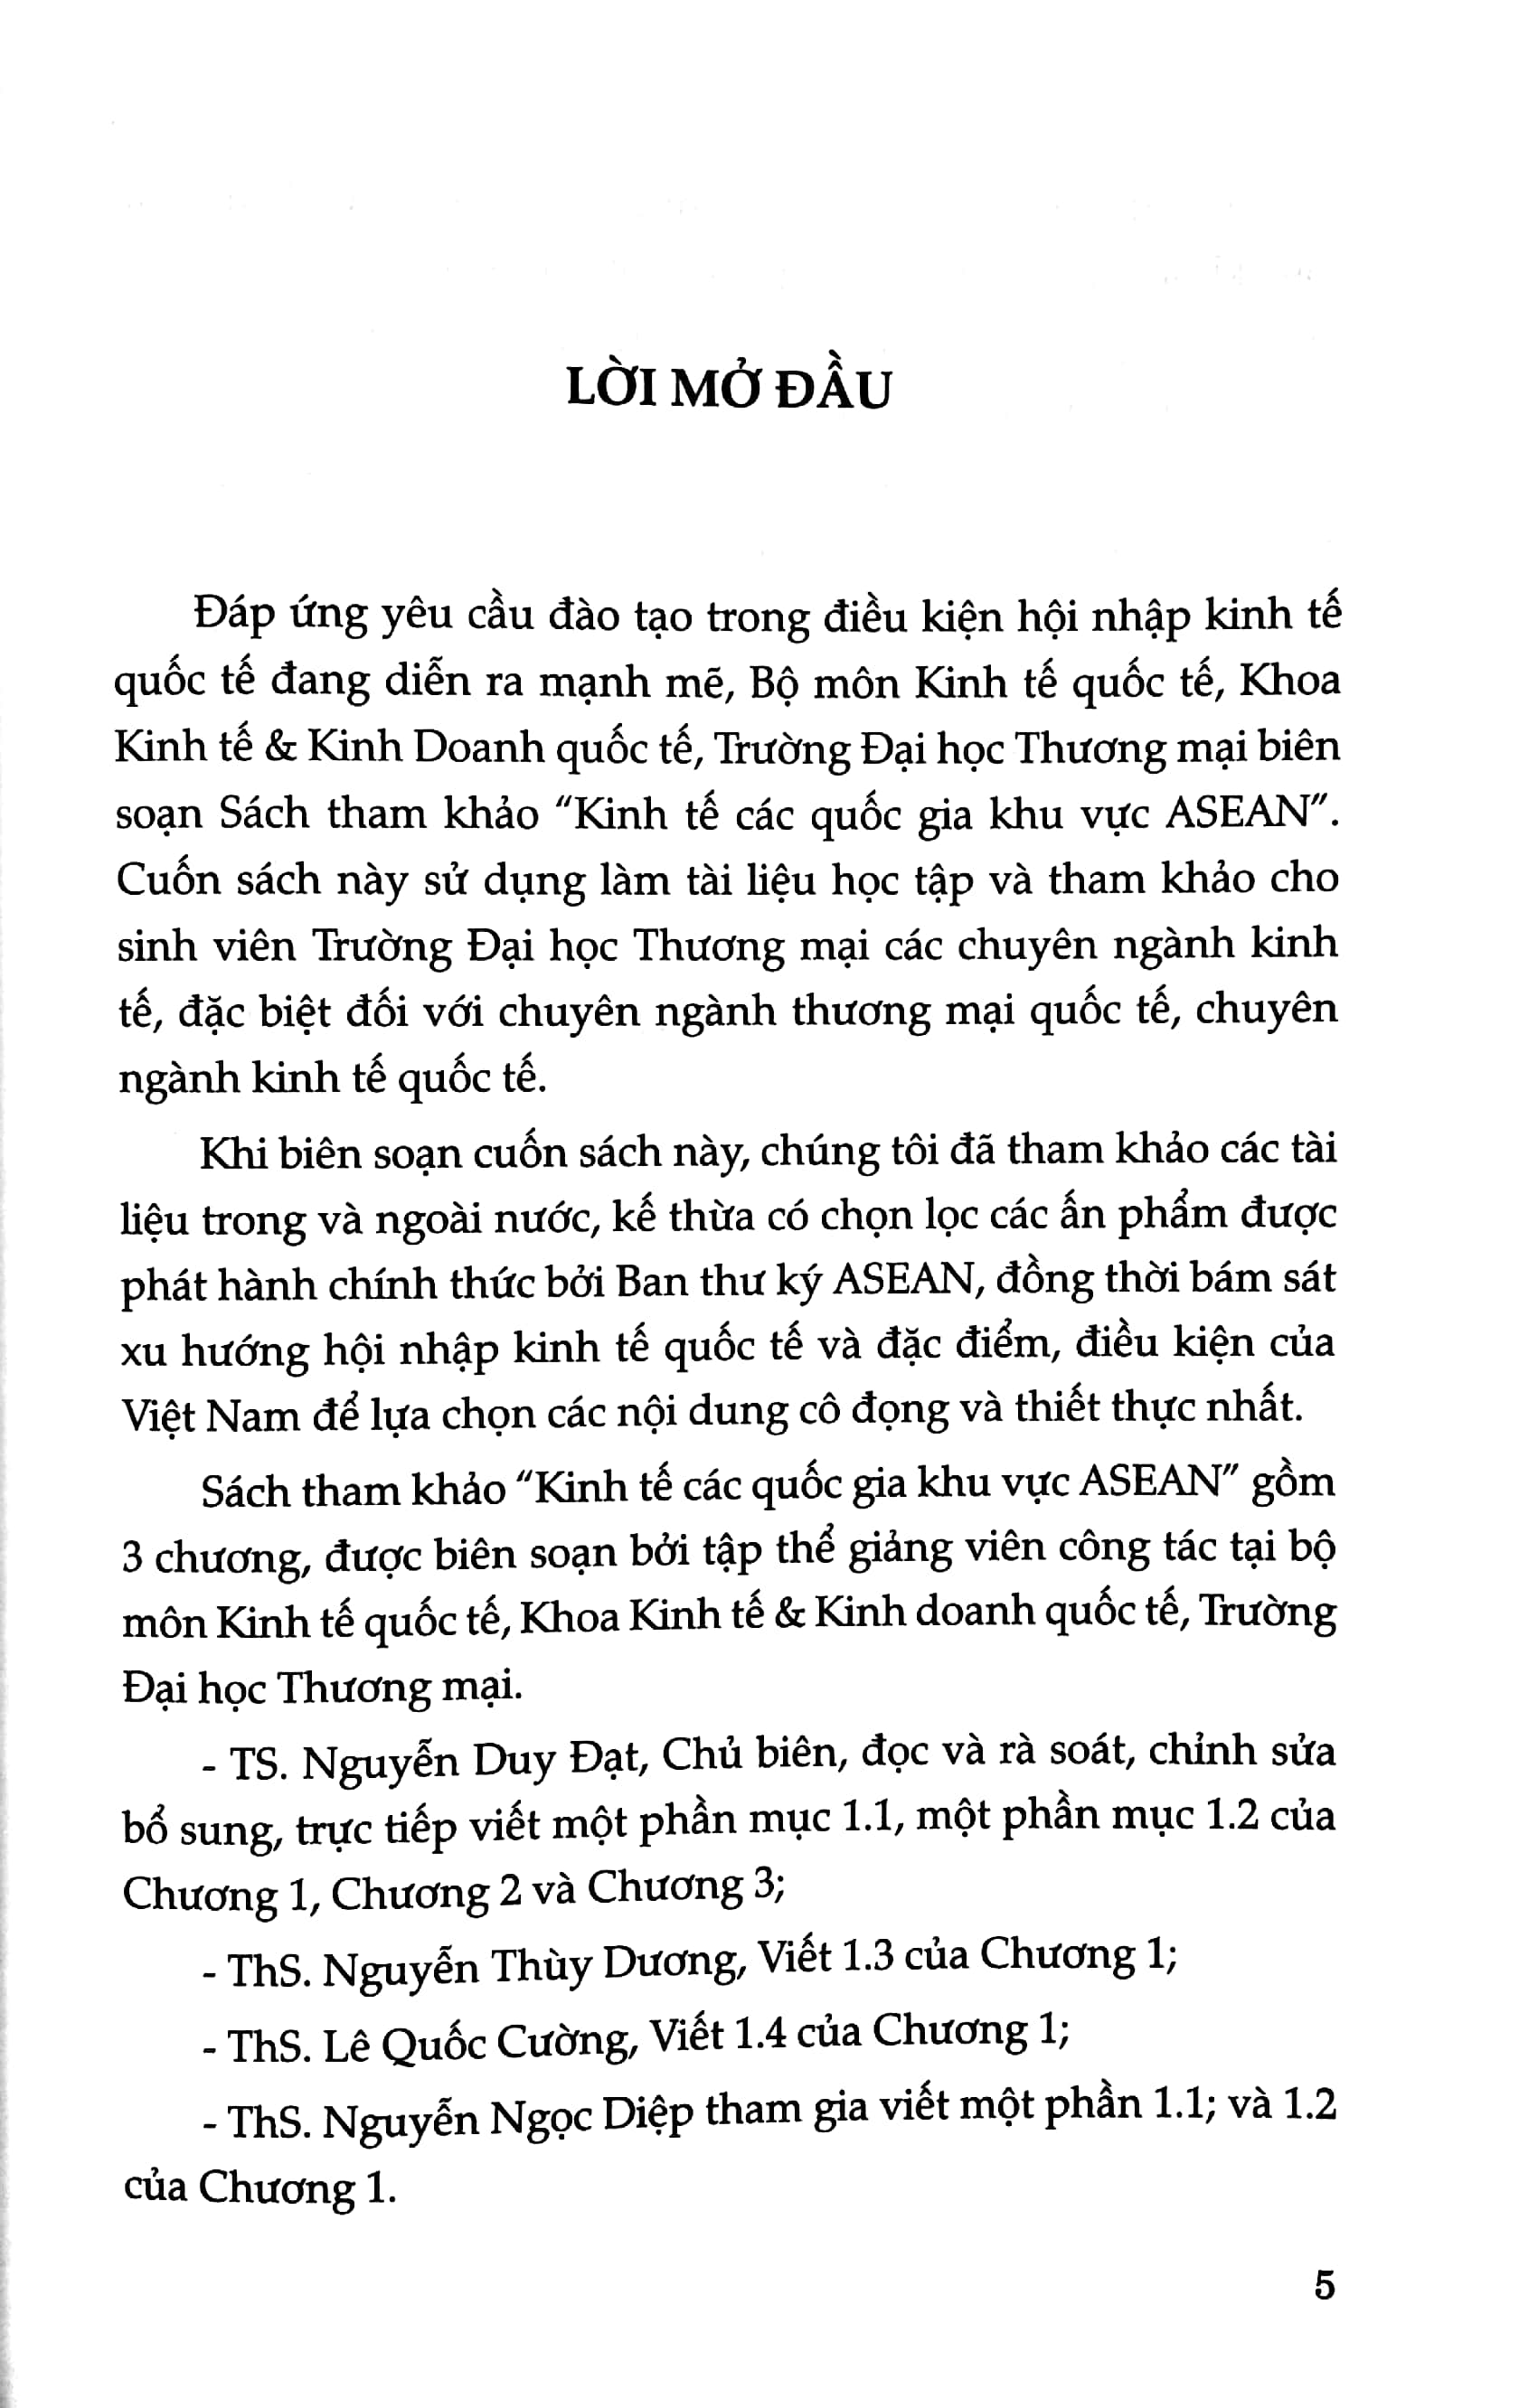 LỜI MỞ ĐẦU
Đáp ứng yêu cầu đào tạo trong điều kiện hội nhập kinh tế
quốc tế đang diễn ra mạnh mẽ, Bộ môn Kinh tế quốc tế, Khoa
Kinh tế & Kinh Doanh quốc tế, Trường Đại học Thương mại biên
soạn Sách tham khảo "Kinh tế các quốc gia khu vực ASEAN".
Cuốn sách này sử dụng làm tài liệu học tập và tham khảo cho
sinh viên Trường Đại học Thương mại các chuyên ngành kinh
tế, đặc biệt đối với chuyên ngành thương mại quốc tế, chuyên
ngành kinh tế quốc tế.
Khi biên soạn cuốn sách này, chúng tôi đã tham khảo các tài
liệu trong và ngoài nước, kế thừa có chọn lọc các ấn phẩm được
phát hành chính thức bởi Ban thư ký ASEAN, đồng thời bám sát
xu hướng hội nhập kinh tế quốc tế và đặc điểm, điều kiện của
Việt Nam để lựa chọn các nội dung cô đọng và thiết thực nhất.
Sách tham khảo "Kinh tế các quốc gia khu vực ASEAN" gồm
3 chương, được biên soạn bởi tập thể giảng viên công tác tại bộ
môn Kinh tế quốc tế, Khoa Kinh tế & Kinh doanh quốc tế, Trường
Đại học Thương mại.
- TS. Nguyễn Duy Đạt, Chủ biên, đọc và rà soát, chỉnh sửa
bổ sung, trực tiếp viết một phần mục 1.1, một phần mục 1.2 của
Chương 1, Chương 2 và Chương 3;
- ThS. Nguyễn Thùy Dương, Viết 1.3 của Chương 1;
- ThS. Lê Quốc Cường, Viết 1.4 của Chương 1;
- ThS. Nguyễn Ngọc Diệp tham gia viết một phần 1.1; và 1.2
của Chương 1.
5